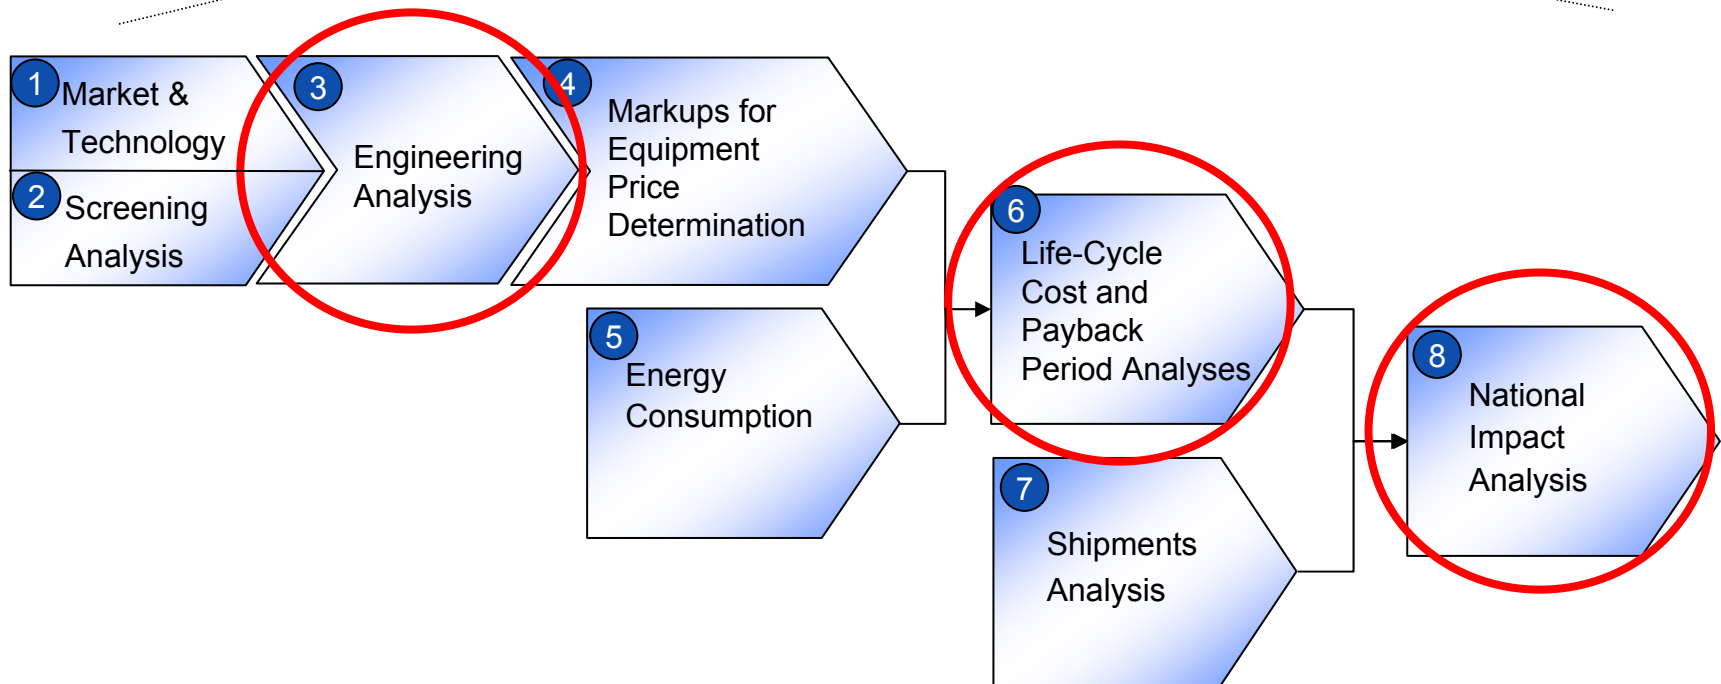 1
Market &
Technology
2
Screening
Analysis
3
Engineering
Analysis
4
Markups for
Equipment
Price
Determination
5
Energy
Consumption
6
Life-Cycle
Cost and
Payback
Period Analyses
7
Shipments
Analysis
8
National
Impact
Analysis